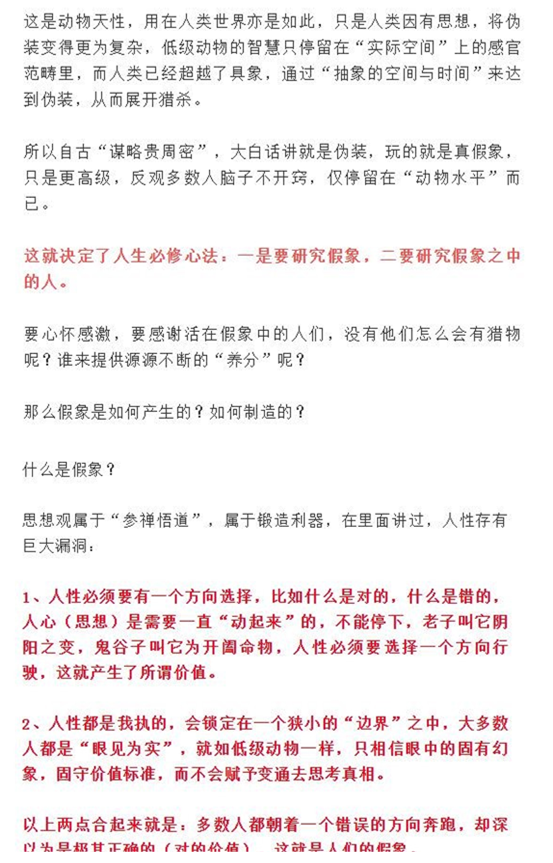 这是动物天性，用在人类世界亦是如此，只是人类因有思想，将伪
装变得更为复杂，低级动物的智慧只停留在“实际空间”上的感官
范畴里，而人类已经超越了具象，通过“抽象的空间与时间”来达
到伪装，从而展开猎杀。
所以自古“谋略贵周密”，大白话讲就是伪装，玩的就是真假象，
只是更高级，反观多数人脑子不开窍，仅停留在“动物水平”而
已。
这就决定了人生必修心法：一是要研究假象，二要研究假象之中
的人。
要心怀感激，要感谢活在假象中的人们，没有他们怎么会有猎物
呢？谁来提供源源不断的“养分”呢？
那么假象是如何产生的？如何制造的？
什么是假象？
思想观属于“参禅悟道”，属于锻造利器，在里面讲过，人性存有
巨大漏洞：
1、人性必须要有一个方向选择，比如什么是对的，什么是错的，
人心（思想）是需要一直“动起来”的，不能停下，老子叫它阴
阳之变，鬼谷子叫它为开阖命物，人性必须要选择一个方向行
驶，这就产生了所谓价值。
2、人性都是我执的，会锁定在一个狭小的“边界”之中，大多数
人都是“眼见为实”，就如低级动物一样，只相信眼中的固有幻
象，固守价值标准，而不会赋予变通去思考真相。
以上两点合起来就是：多数人都朝着一个错误的方向奔跑，却深
以为是极其正确的（对的价值），这就是人们的假象。